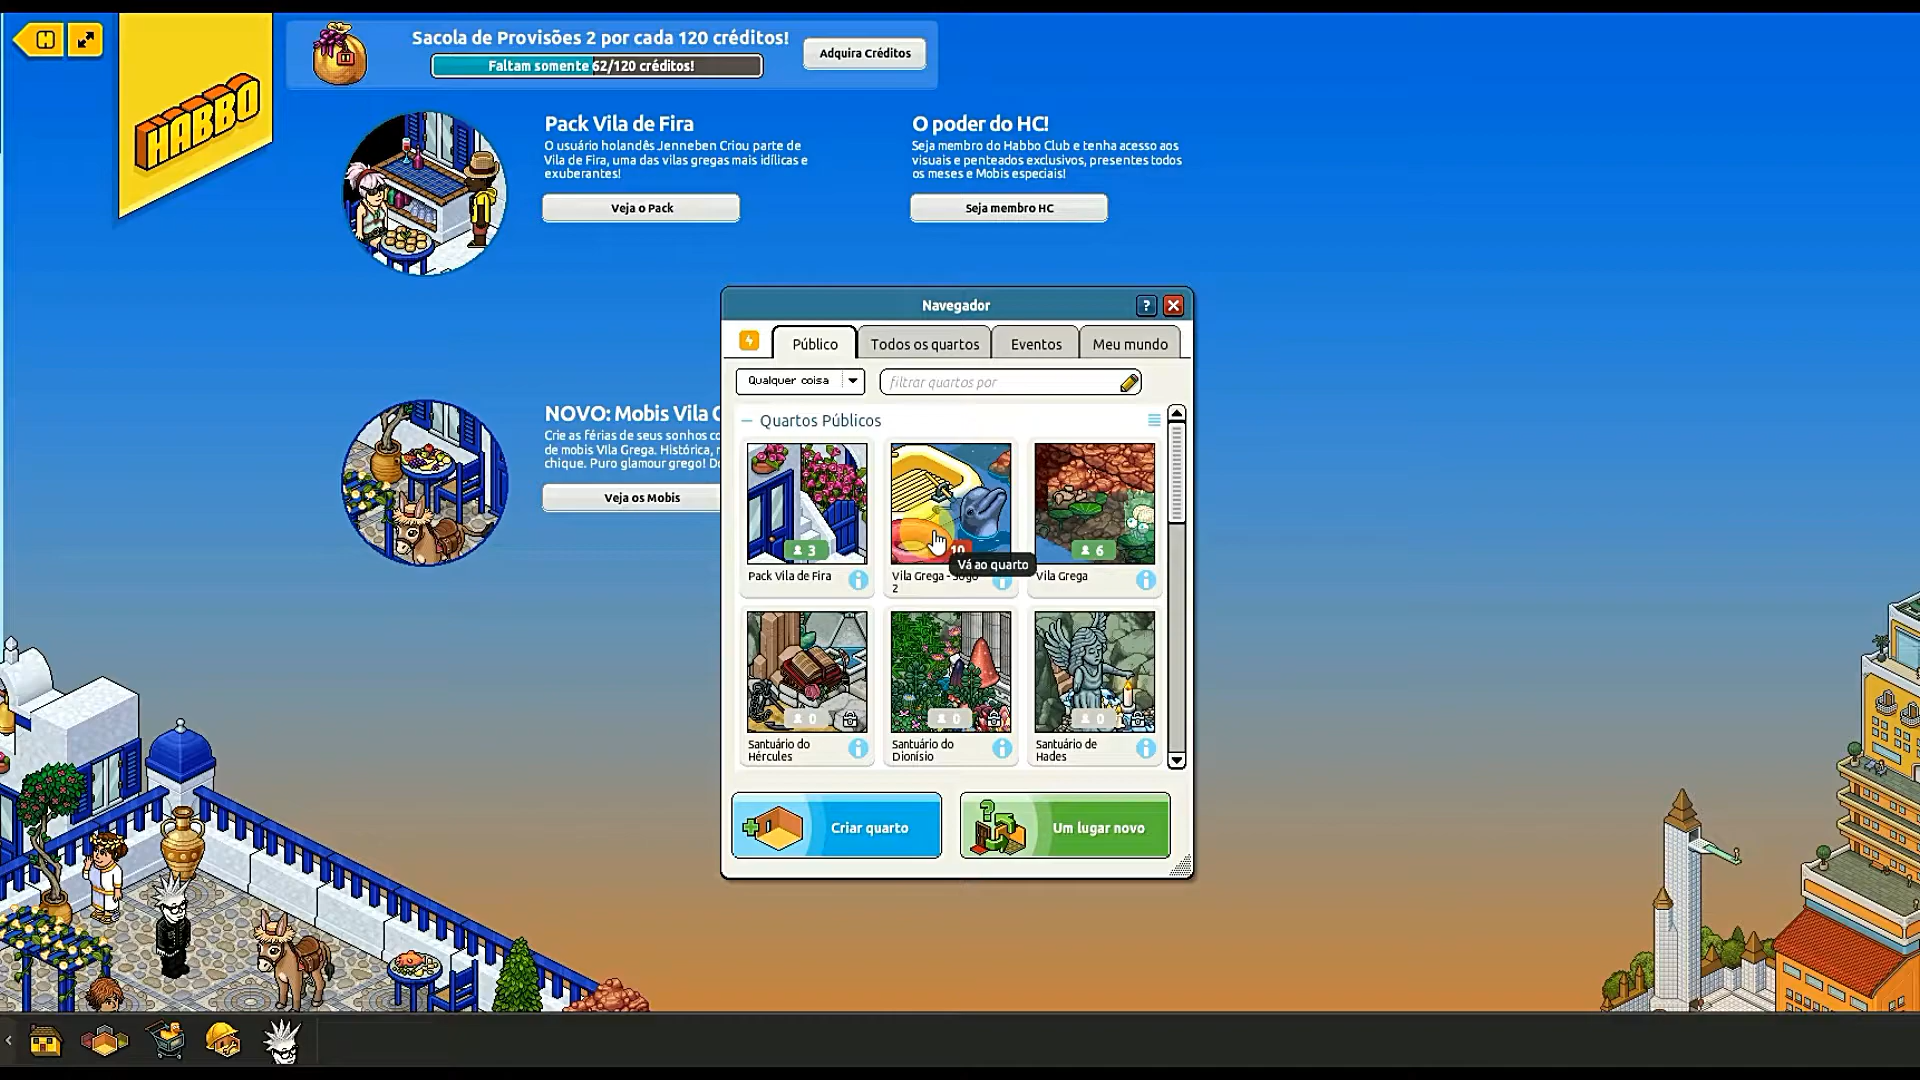 HABBO
Sacola de Provisões 2 por cada 120 créditos!
Faltam somente 62/120 créditos!
Adquira Créditos
Pack Vila de Fira
O usuário holandês Jenneben Criou parte de
Vila de Fira, uma das vilas gregas mais idílicas e
exuberantes!
Veja o Pack
O poder do HC!
Seja membro do Habbo Club e tenha acesso aos
visuais e penteados exclusivos, presentes todos
os meses e Mobis especiais!
Seja membro HC
NOVO: Mobis Vila
Crie as férias de seus sonhos
de mobis VIla Grega. Histórica,
chique. Puro glamour grego!
Veja os Mobis
Navegador
?
Público
Todos os quartos
Eventos
Meu mundo
Qualquer coisa
filtrar quartos por
Quartos Públicos
3
10
6
Vá ao quarto
Pack Vila de Fira
Vila Grega - Jogo
2
Vila Grega
0
0
0
Santuário do
Hércules
Santuário do
Dionísio
Santuário de
Hades
Criar quarto
Um lugar novo